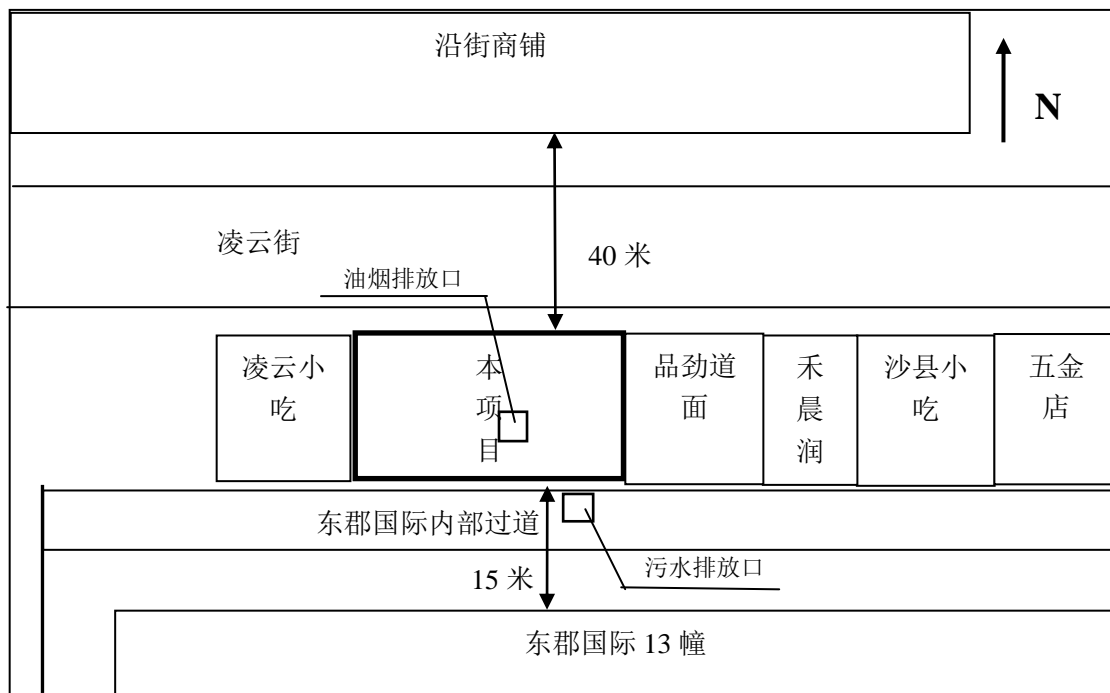 沿街商铺
N
凌云街
40 米
油烟排放口
凌云小
吃
本
项
目
品劲道
面
禾
晨
润
沙县小
吃
五金
店
东郡国际内部过道
15 米
污水排放口
东郡国际 13 幢